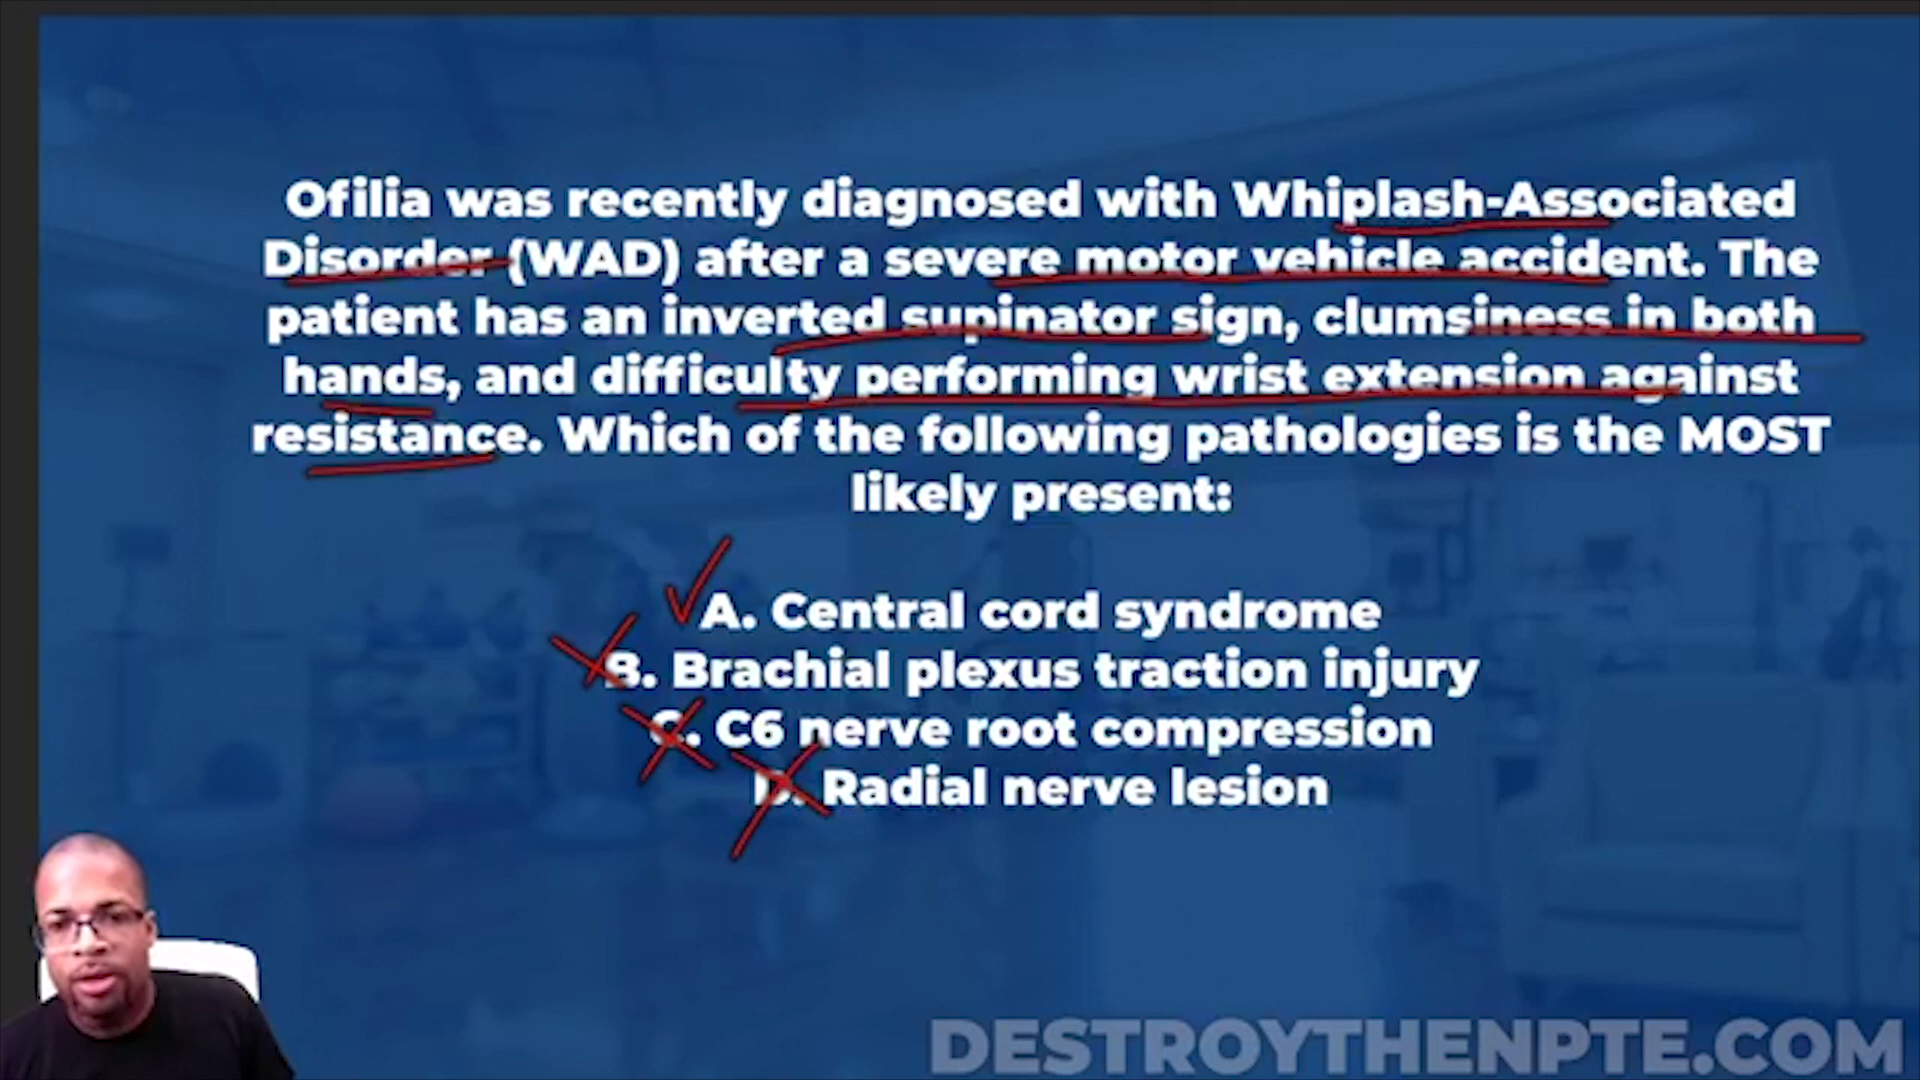 Ofilia was recently diagnosed with Whiplash-Associated
Disorder (WAD) after a severe motor vehicle accident. The
patient has an inverted supinator sign, clumsiness in both
hands, and difficulty performing wrist extension against
resistance. Which of the following pathologies is the MOST
likely present:
A. Central cord syndrome
B. Brachial plexus traction injury
C. C6 nerve root compression
D. Radial nerve lesion
DESTROYTHENPTE.COM